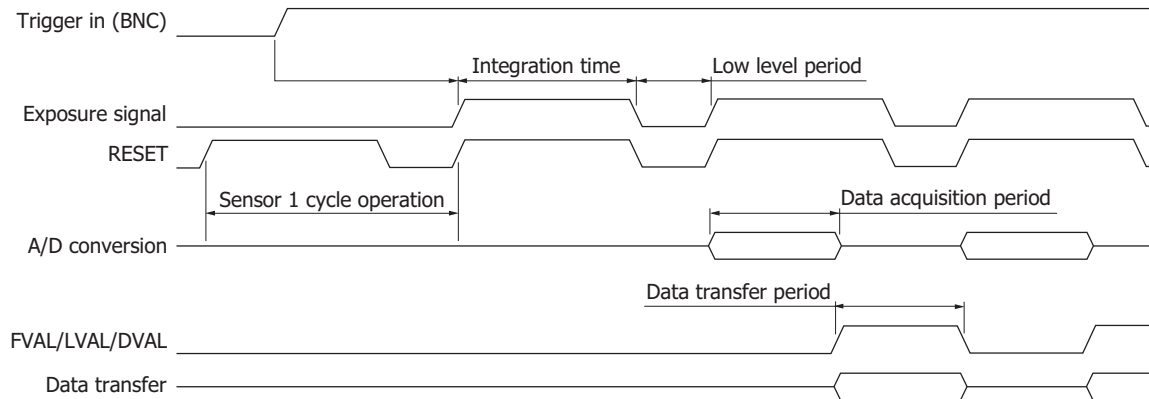 Trigger in (BNC)
Integration time
Low level period
Exposure signal
RESET
Sensor 1 cycle operation
Data acquisition period
A/D conversion
Data transfer period
FVAL/LVAL/DVAL
Data transfer